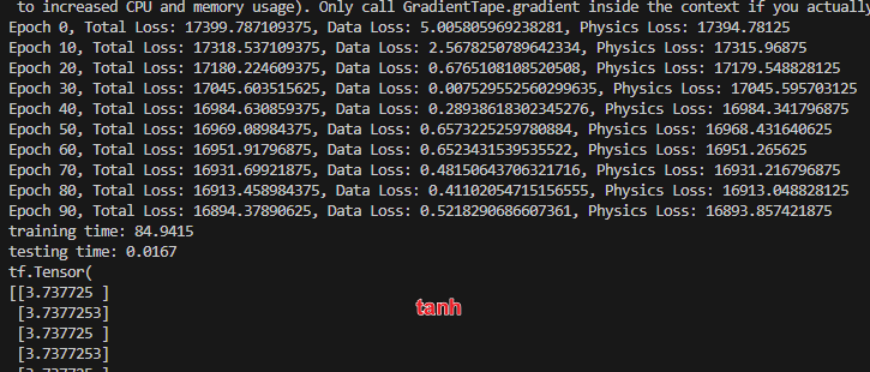 to increased CPU and memory usage). Only call GradientTape.gradient inside the context if you actually
Epoch 0, Total Loss: 17399.787109375, Data Loss: 5.005805969238281, Physics Loss: 17394.78125
Epoch 10, Total Loss: 17318.537109375, Data Loss: 2.5678250789642334, Physics Loss: 17315.96875
Epoch 20, Total Loss: 17180.224609375, Data Loss: 0.6765108108520508, Physics Loss: 17179.548828125
Epoch 30, Total Loss: 17045.603515625, Data Loss: 0.007529552560299635, Physics Loss: 17045.595703125
Epoch 40, Total Loss: 16984.630859375, Data Loss: 0.28938618302345276, Physics Loss: 16984.341796875
Epoch 50, Total Loss: 16969.08984375, Data Loss: 0.6573225259780884, Physics Loss: 16968.431640625
Epoch 60, Total Loss: 16951.91796875, Data Loss: 0.6523431539535522, Physics Loss: 16951.265625
Epoch 70, Total Loss: 16931.69921875, Data Loss: 0.48150643706321716, Physics Loss: 16931.216796875
Epoch 80, Total Loss: 16913.458984375, Data Loss: 0.41102054715156555, Physics Loss: 16913.048828125
Epoch 90, Total Loss: 16894.37890625, Data Loss: 0.5218290686607361, Physics Loss: 16893.857421875
training time: 84.9415
testing time: 0.0167
tf.Tensor(
[[3.737725 ]
[3.7377253]
tanh
[3.737725 ]
[3.7377253]